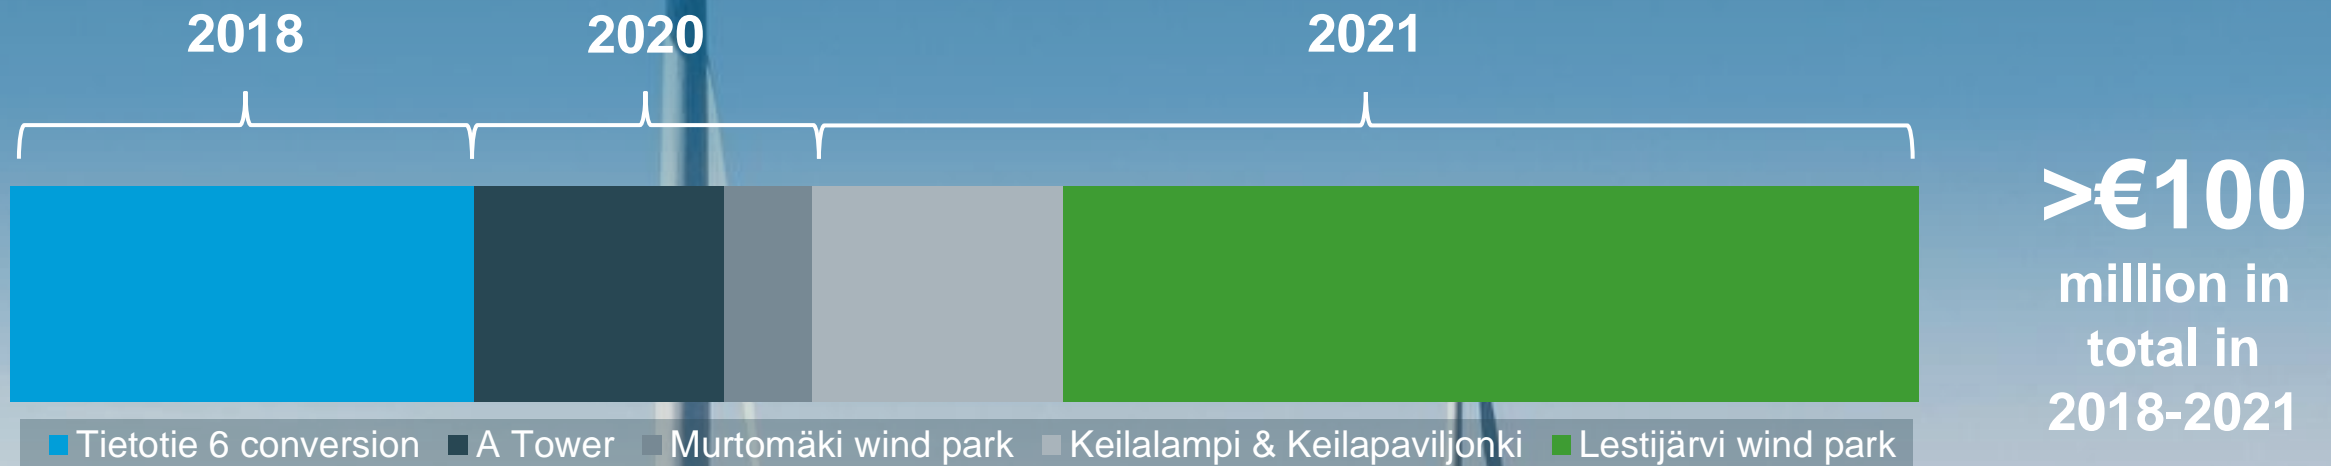 2018 2020 2021
>€100
million in
total in
2018-2021
Tietotie 6 conversion A Tower Murtomäki wind park Keilalampi & Keilapaviljonki Lestijärvi wind park